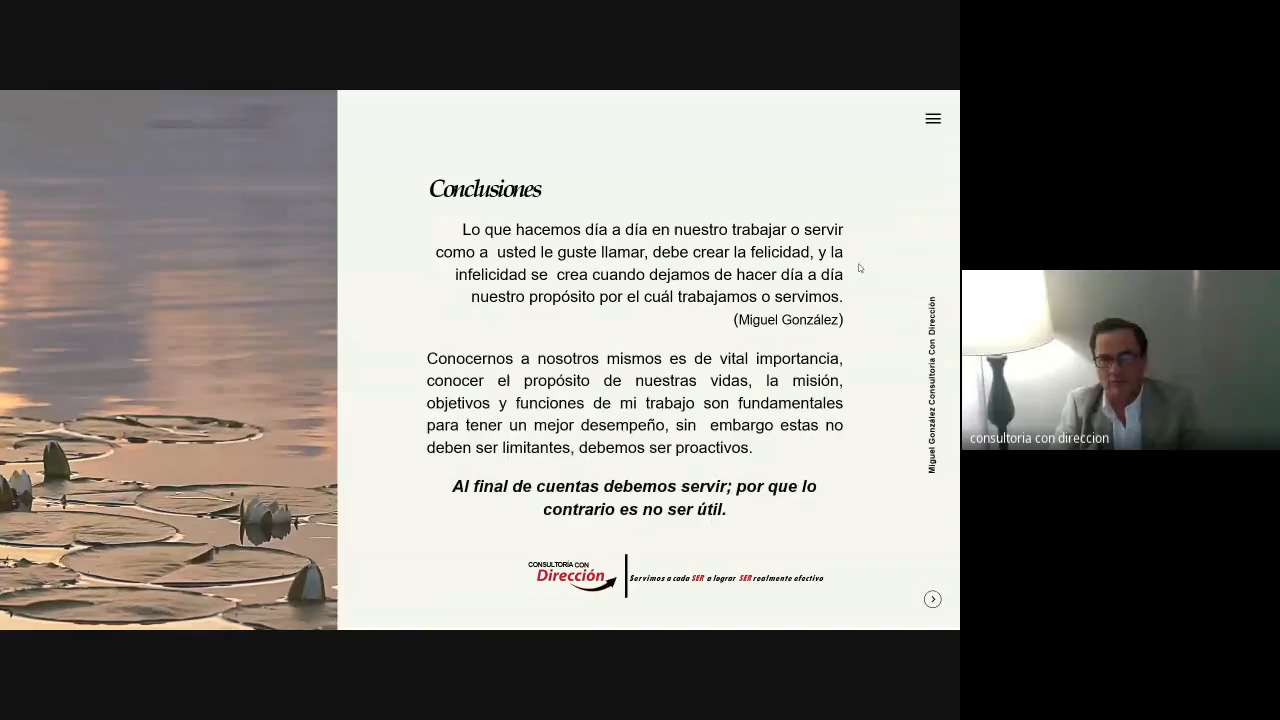 Conclusiones
Lo que hacemos día a día en nuestro trabajar o servir
como a usted le guste llamar, debe crear la felicidad, y la
infelicidad se crea cuando dejamos de hacer día a día
nuestro propósito por el cuál trabajamos o servimos.
(Miguel González)
Conocernos a nosotros mismos es de vital importancia,
conocer el propósito de nuestras vidas, la misión,
objetivos y funciones de mi trabajo son fundamentales
para tener un mejor desempeño, sin embargo estas no
deben ser limitantes, debemos ser proactivos.
Al final de cuentas debemos servir; por que lo
contrario es no ser útil.
CONSULTORÍA CON
Dirección
Servimos a cada SER a lograr SER realmente efectivo
Miguel González Consultoría Con Dirección
consultoria con direccion